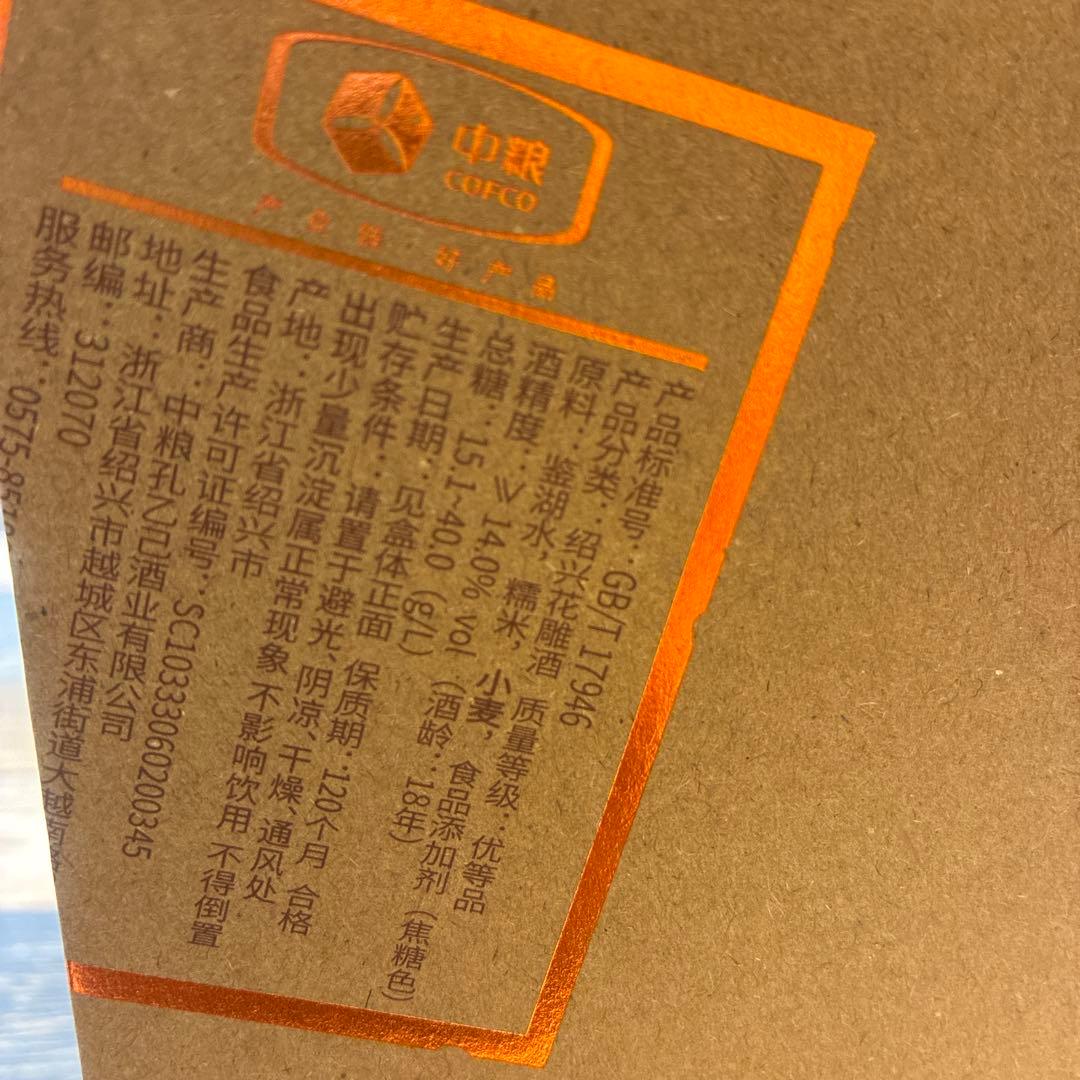 中粮
COFCO
产业链·好产品
产品标准号：GB/T 17946
产品分类：绍兴花雕酒 质量等级：优等品
原料：鉴湖水，糯米，小麦，食品添加剂（焦糖色）
酒精度：≥14.0% vol（酒龄：18年）
总糖：15.1-40.0（g/L）
生产日期：见盒体正面 保质期：120个月 合格
贮存条件：请置于避光、阴凉、干燥、通风处
出现少量沉淀属正常现象 不影响饮用 不得倒置
产地：浙江省绍兴市
食品生产许可证编号：SC10333060200345
生产商：中粮孔乙己酒业有限公司
地址：浙江省绍兴市越城区东浦街道大越南路
邮编：312070
服务热线：0575-85